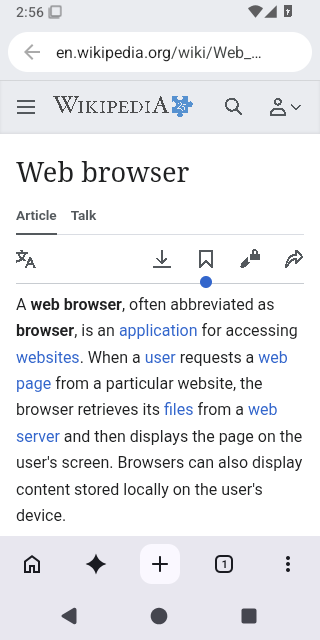 2:56
en.wikipedia.org/wiki/Web_...
WIKIPEDIA
Web browser
Article Talk
A web browser, often abbreviated as
browser, is an application for accessing
websites. When a user requests a web
page from a particular website, the
browser retrieves its files from a web
server and then displays the page on the
user's screen. Browsers can also display
content stored locally on the user's
device.
1